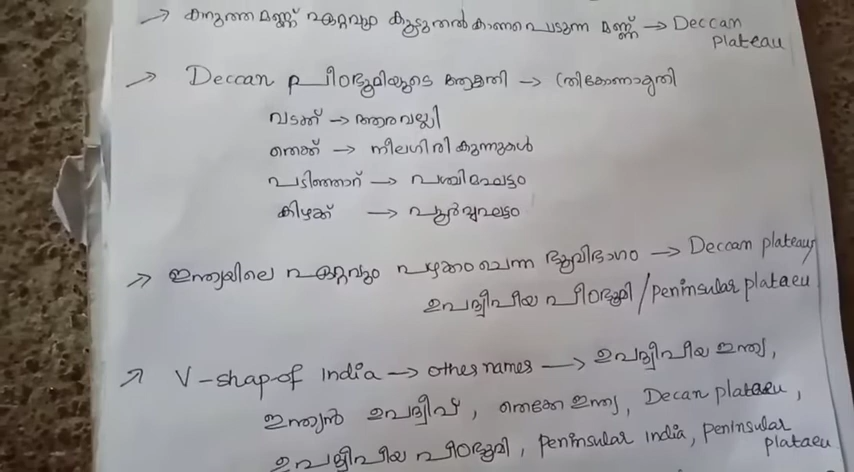 → കറുത്ത മണ്ണ് ഏറ്റവും കൂടുതൽ കാണപ്പെടുന്ന മണ്ണ് → Deccan
plateau
→ Deccan പീഠഭൂമിയുടെ ആകൃതി → ത്രികോണാകൃതി
വടക്ക് → ആരവല്ലി
തെക്ക് → നീലഗിരി കുന്നുകൾ
പടിഞ്ഞാറ് → പശ്ചിമഘട്ടം
കിഴക്ക് → പൂർവ്വഘട്ടം
→ ഇന്ത്യയിലെ ഏറ്റവും പഴക്കം ചെന്ന ഭൂവിഭാഗം → Deccan plateau
ഉപദ്വീപീയ പീഠഭൂമി / Peninsular plataeu
→ V-shap-of India → other names → ഉപദ്വീപീയ ഇന്ത്യ,
ഇന്ത്യൻ ഉപദ്വീപ്, തെക്കേ ഇന്ത്യ, Decan plataeu,
ഉപദ്വീപീയ പീഠഭൂമി, peninsular India, peninsular
plataeu